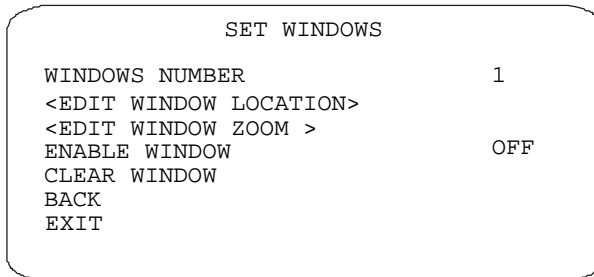 SET WINDOWS
WINDOWS NUMBER 1
<EDIT WINDOW LOCATION>
<EDIT WINDOW ZOOM >
ENABLE WINDOW OFF
CLEAR WINDOW
BACK
EXIT